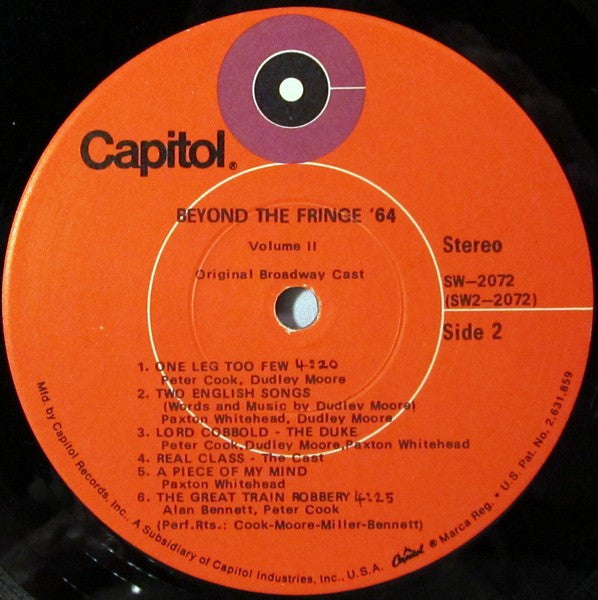 Capitol®
BEYOND THE FRINGE '64
Volume II
Original Broadway Cast
Stereo
SW-2072
(SW2-2072)
Side 2
1. ONE LEG TOO FEW 4:20
Peter Cook, Dudley Moore
2. TWO ENGLISH SONGS
(Words and Music by Dudley Moore)
Paxton Whitehead, Dudley Moore
3. LORD COBBOLD - THE DUKE
Peter Cook,Dudley Moore,Paxton Whitehead
4. REAL CLASS - The Cast
5. A PIECE OF MY MIND
Paxton Whitehead
6. THE GREAT TRAIN ROBBERY 4:25
Alan Bennett, Peter Cook
(Perf.Rts.: Cook-Moore-Miller-Bennett)
Mfd. by Capitol Records, Inc., A Subsidiary of Capitol Industries, Inc., U.S.A. Capitol ® Marca Reg. • U.S. Pat. No. 2,631,859